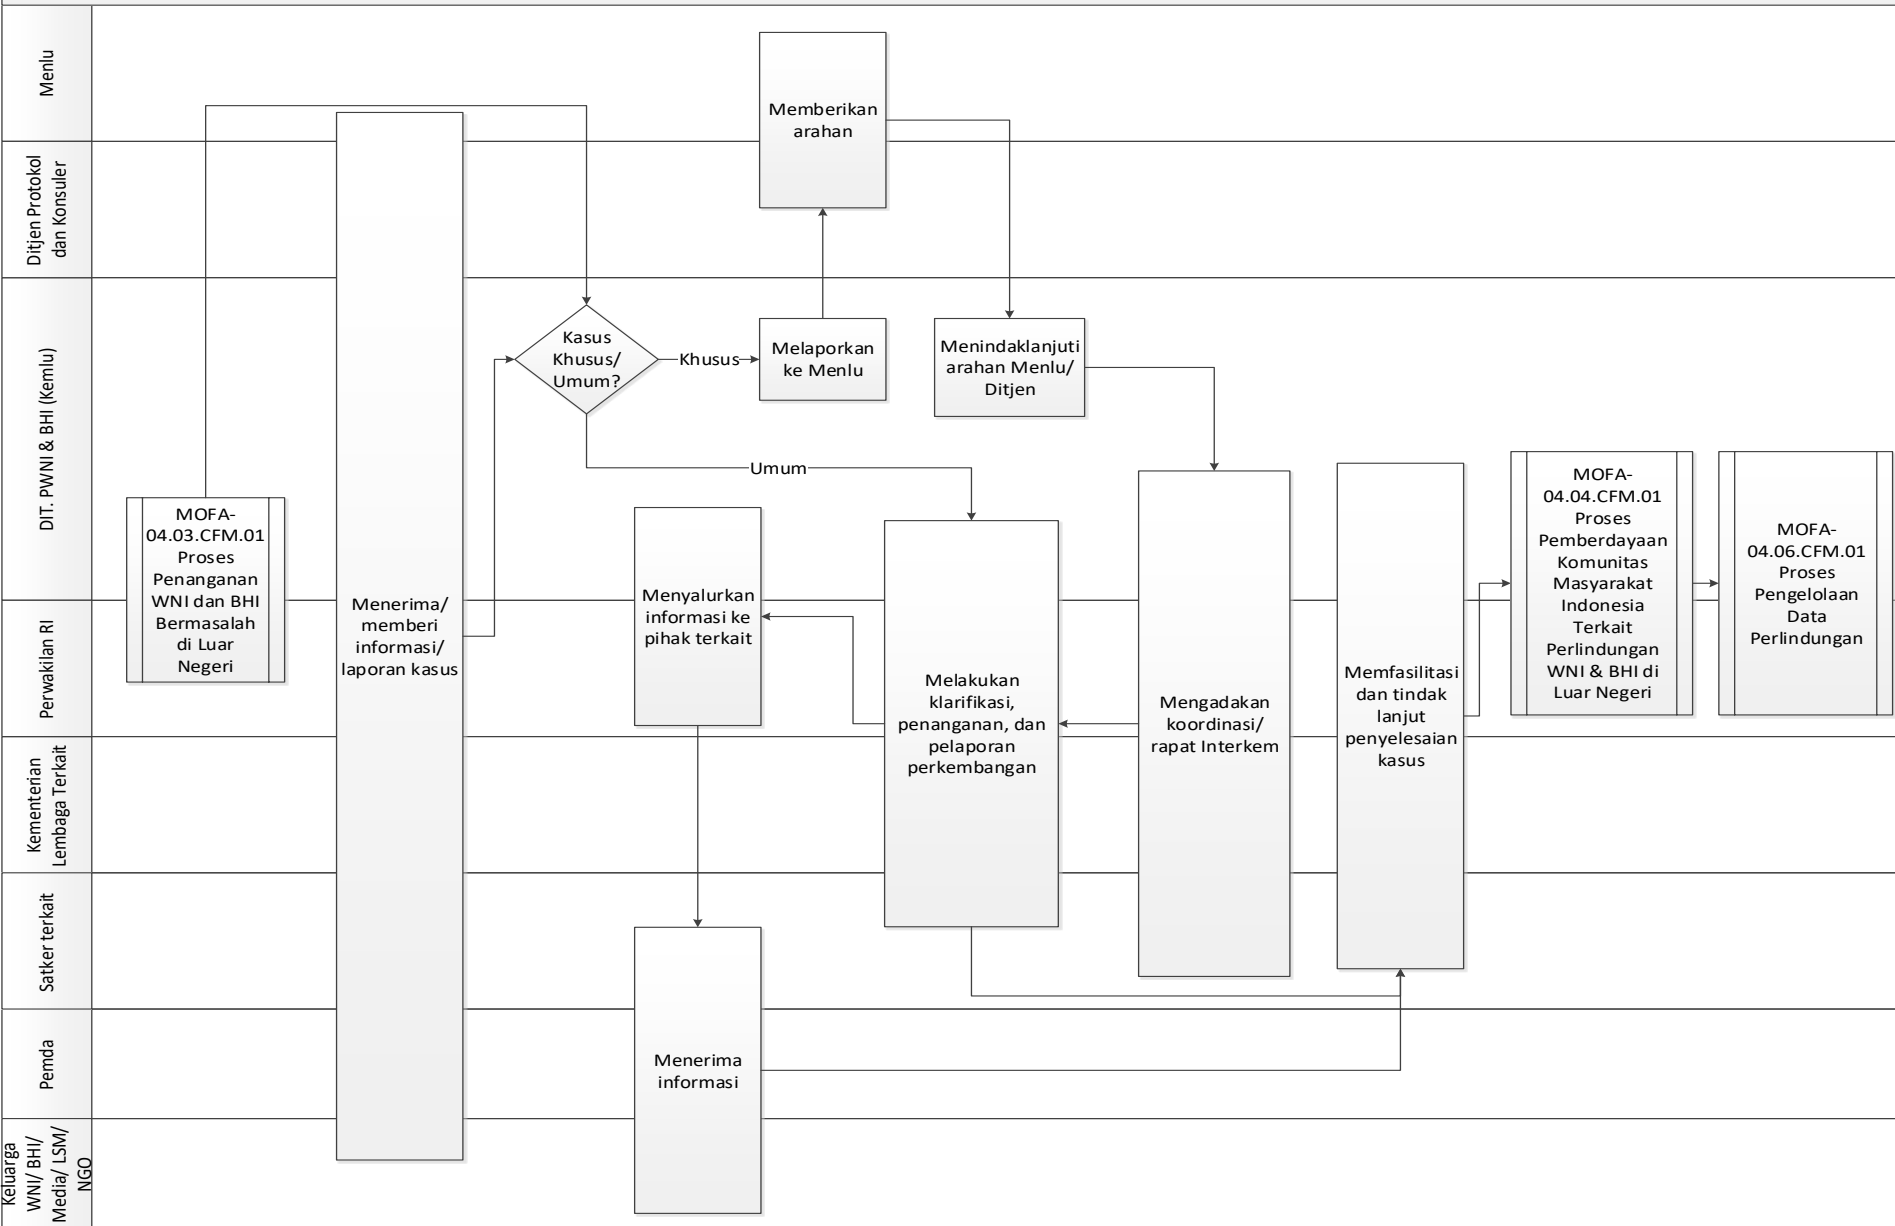 Menlu
Ditjen Protokol
dan Konsuler
DIT. PWNI & BHI (Kemlu)
Perwakilan RI
Kementerian
Lembaga Terkait
Satker terkait
Pemda
Keluarga
WNI/ BHI/
Media/ LSM/
NGO
MOFA-
04.03.CFM.01
Proses
Penanganan
WNI dan BHI
Bermasalah
di Luar
Negeri
Menerima/
memberi
informasi/
laporan kasus
Kasus
Khusus/
Umum?
Khusus
Melaporkan
ke Menlu
Memberikan
arahan
Menindaklanjuti
arahan Menlu/
Ditjen
Umum
Menyalurkan
informasi ke
pihak terkait
Menerima
informasi
Melakukan
klarifikasi,
penanganan, dan
pelaporan
perkembangan
Mengadakan
koordinasi/
rapat Interkem
Memfasilitasi
dan tindak
lanjut
penyelesaian
kasus
MOFA-
04.04.CFM.01
Proses
Pemberdayaan
Komunitas
Masyarakat
Indonesia
Terkait
Perlindungan
WNI & BHI di
Luar Negeri
MOFA-
04.06.CFM.01
Proses
Pengelolaan
Data
Perlindungan